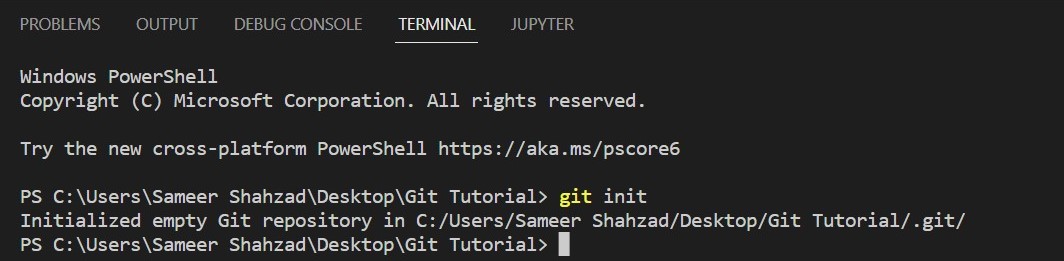 PROBLEMS OUTPUT DEBUG CONSOLE TERMINAL JUPYTER
Windows PowerShell
Copyright (C) Microsoft Corporation. All rights reserved.
Try the new cross-platform PowerShell https://aka.ms/pscore6
PS C:\Users\Sameer Shahzad\Desktop\Git Tutorial> git init
Initialized empty Git repository in C:/Users/Sameer Shahzad/Desktop/Git Tutorial/.git/
PS C:\Users\Sameer Shahzad\Desktop\Git Tutorial>